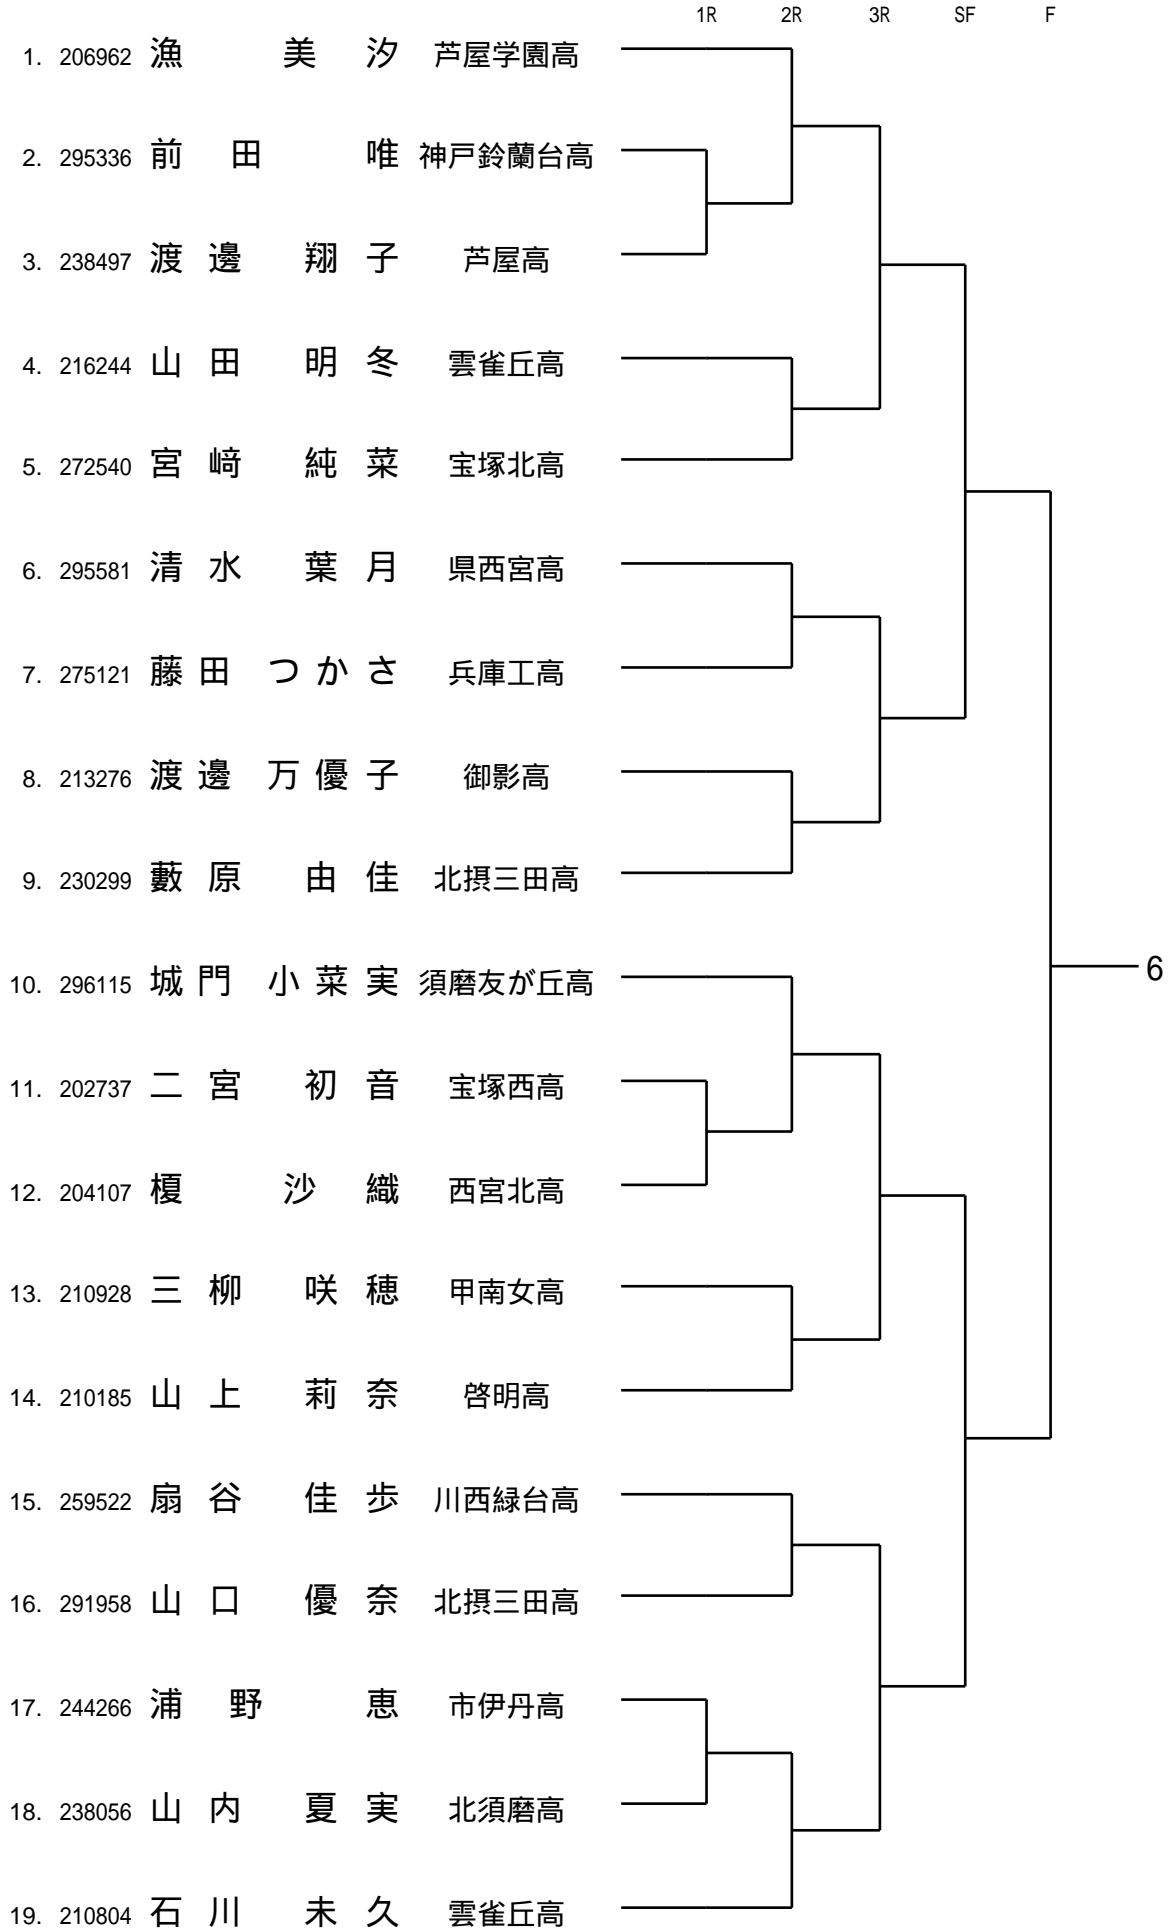 1R 2R 3R SF F
1. 206962 漁 美 汐 芦屋学園高
2. 295336 前 田 唯 神戸鈴蘭台高
3. 238497 渡 邊 翔 子 芦屋高
4. 216244 山 田 明 冬 雲雀丘高
5. 272540 宮 﨑 純 菜 宝塚北高
6. 295581 清 水 葉 月 県西宮高
7. 275121 藤 田 つ か さ 兵庫工高
8. 213276 渡 邊 万 優 子 御影高
9. 230299 藪 原 由 佳 北摂三田高
10. 296115 城 門 小 菜 実 須磨友が丘高
6
11. 202737 二 宮 初 音 宝塚西高
12. 204107 榎 沙 織 西宮北高
13. 210928 三 柳 咲 穂 甲南女高
14. 210185 山 上 莉 奈 啓明高
15. 259522 扇 谷 佳 歩 川西緑台高
16. 291958 山 口 優 奈 北摂三田高
17. 244266 浦 野 恵 市伊丹高
18. 238056 山 内 夏 実 北須磨高
19. 210804 石 川 未 久 雲雀丘高